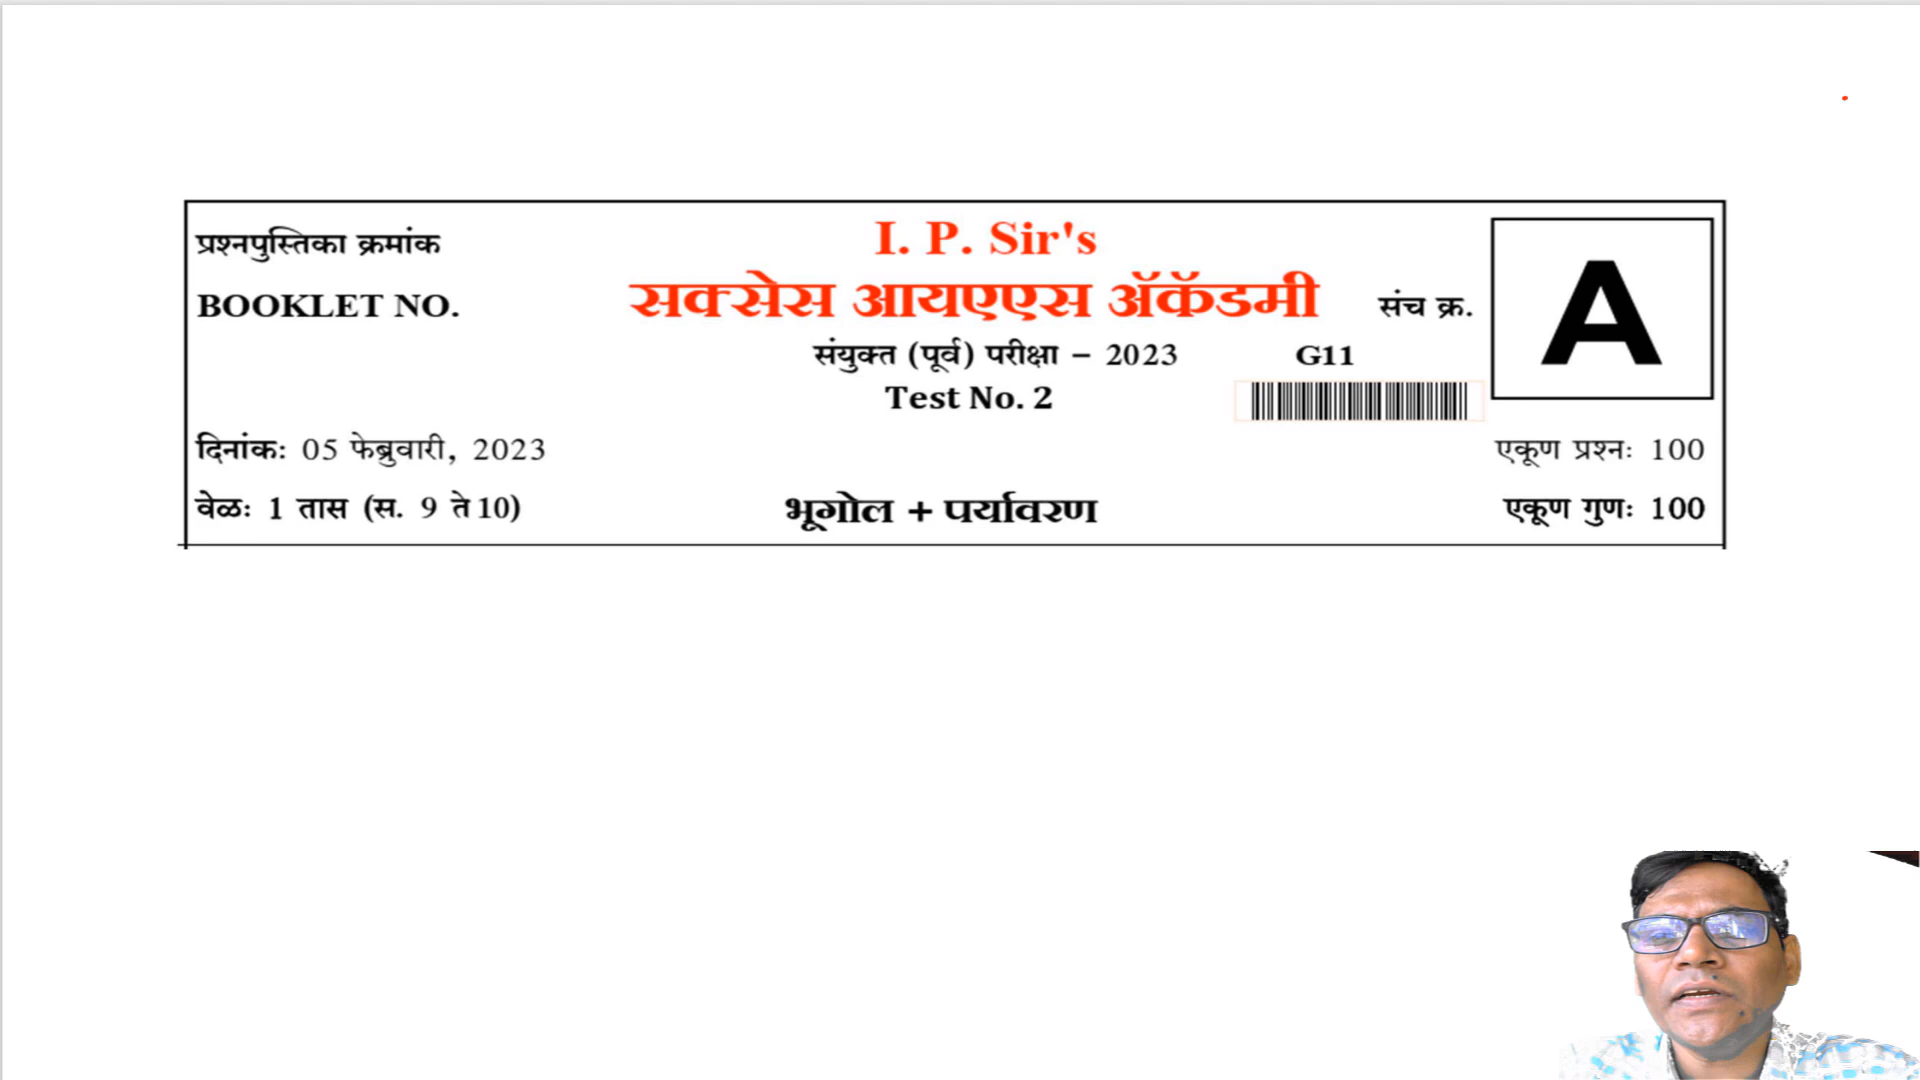 प्रश्नपुस्तिका क्रमांक
BOOKLET NO.
I. P. Sir's
सक्सेस आयएएस ॲकॅडमी
संच क्र.
A
संयुक्त (पूर्व) परीक्षा – 2023
G11
Test No. 2
दिनांकः 05 फेब्रुवारी, 2023
एकूण प्रश्नः 100
वेळः 1 तास (स. 9 ते 10)
भूगोल + पर्यावरण
एकूण गुणः 100